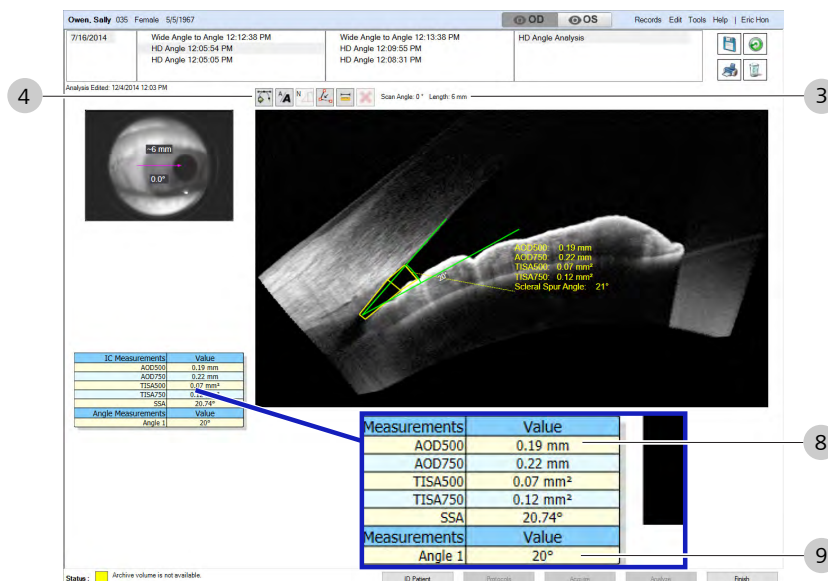 Owen, Sally 035 Female 5/5/1967
OD OS
Records Edit Tools Help | Eric Hon
7/16/2014
Wide Angle to Angle 12:12:38 PM
HD Angle 12:05:54 PM
HD Angle 12:05:05 PM
Wide Angle to Angle 12:13:38 PM
HD Angle 12:09:55 PM
HD Angle 12:08:31 PM
HD Angle Analysis
Analysis Edited: 12/4/2014 12:03 PM
4
Scan Angle: 0 ° Length: 6 mm
3
~6 mm
0.0°
20°
AOD500: 0.19 mm
AOD750: 0.22 mm
TISA500: 0.07 mm²
TISA750: 0.12 mm²
Scleral Spur Angle: 21°
IC Measurements Value
AOD500 0.19 mm
AOD750 0.22 mm
TISA500 0.07 mm²
TISA750
SSA 20.74°
Angle Measurements Value
Angle 1 20°
Measurements Value
AOD500 0.19 mm
AOD750 0.22 mm
TISA500 0.07 mm²
TISA750 0.12 mm²
SSA 20.74°
Measurements Value
Angle 1 20°
8
9
Status : Archive volume is not available.
ID Patient Protocols Acquire Analysis Finish